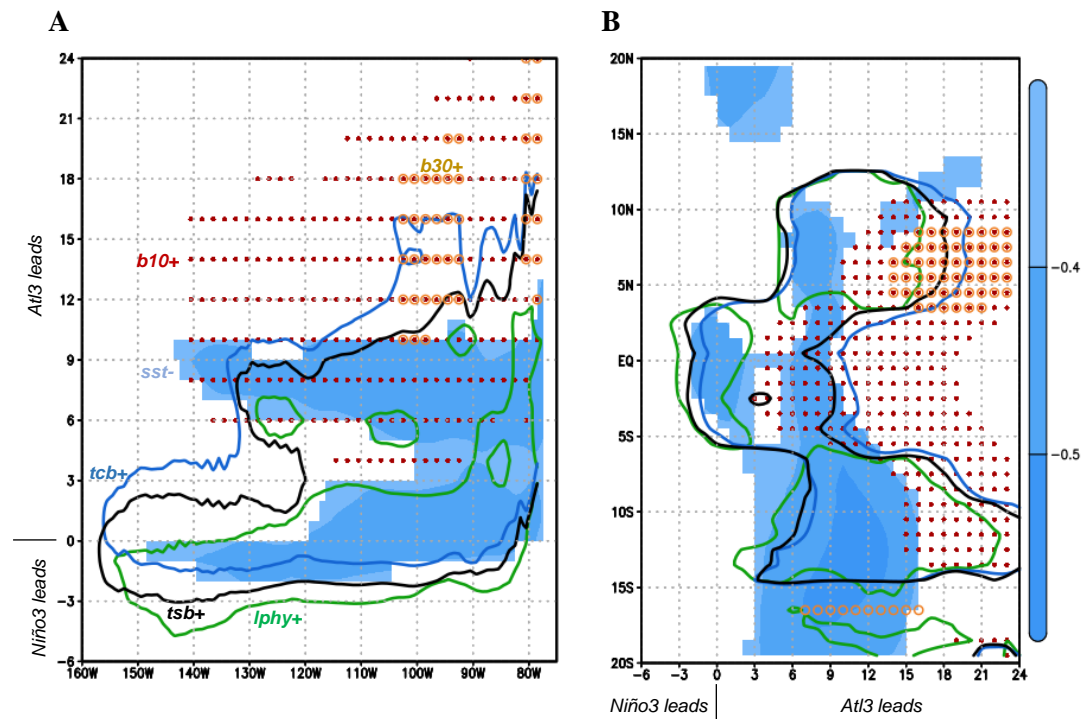 A
B
24
21
18
15
12
9
6
3
0
−3
−6
Atl3 leads
Niño3 leads
b30+
b10+
sst-
tcb+
tsb+
lphy+
160W 150W 140W 130W 120W 110W 100W 90W 80W
20N
15N
10N
5N
EQ
5S
10S
15S
20S
−6 −3 0 3 6 9 12 15 18 21 24
Niño3 leads Atl3 leads
−0.4
−0.5